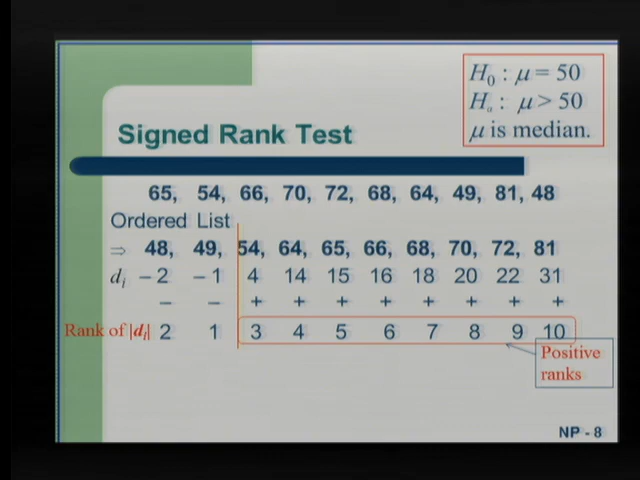 H₀ : μ = 50
Hₐ : μ > 50
μ is median.
Signed Rank Test
65, 54, 66, 70, 72, 68, 64, 49, 81, 48
Ordered List
⇒ 48, 49, 54, 64, 65, 66, 68, 70, 72, 81
dᵢ − 2 − 1 4 14 15 16 18 20 22 31
− − + + + + + + + +
Rank of |dᵢ| 2 1 3 4 5 6 7 8 9 10
Positive
ranks
NP - 8